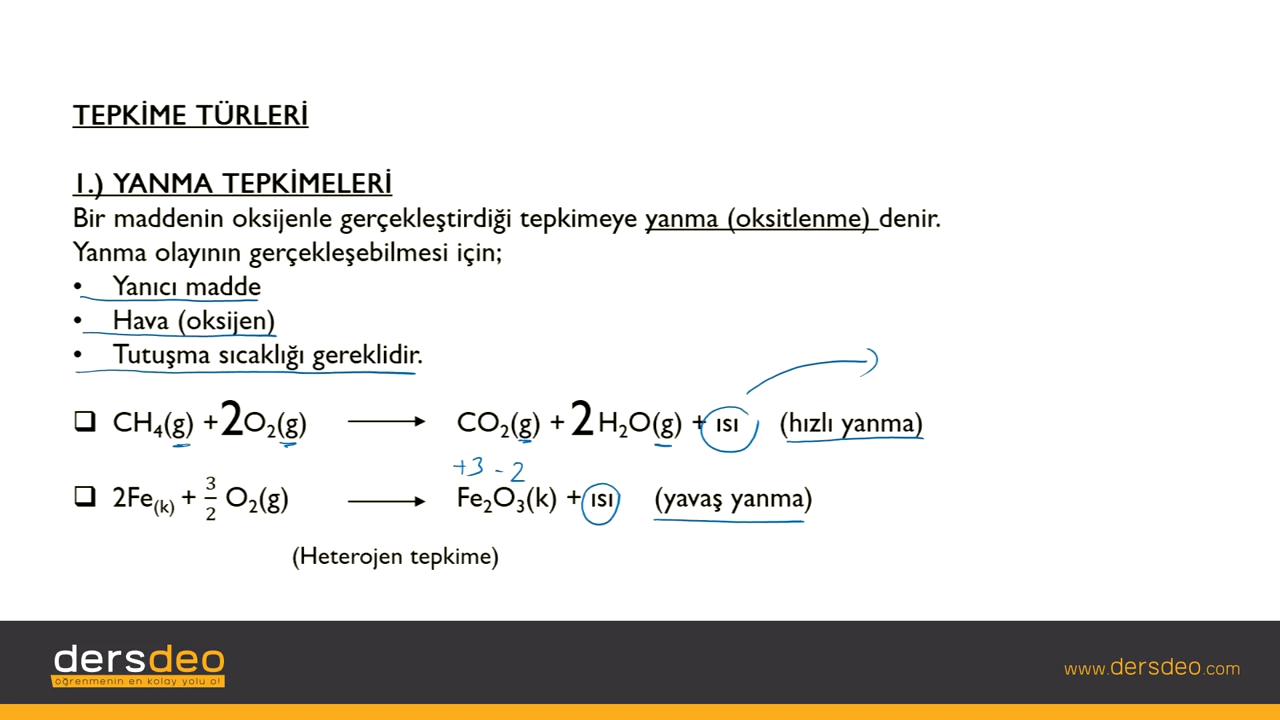 TEPKİME TÜRLERİ
1.) YANMA TEPKİMELERİ
Bir maddenin oksijenle gerçekleştirdiği tepkimeye yanma (oksitlenme) denir.
Yanma olayının gerçekleşebilmesi için;
• Yanıcı madde
• Hava (oksijen)
• Tutuşma sıcaklığı gereklidir.
❑ CH₄(g) +2O₂(g) ⟶ CO₂(g) + 2H₂O(g) + ısı (hızlı yanma)
+3 -2
❑ 2Fe₍ₖ₎ + 3/2 O₂(g) ⟶ Fe₂O₃(k) + ısı (yavaş yanma)
(Heterojen tepkime)
dersdeo
öğrenmenin en kolay yolu o!
www.dersdeo.com